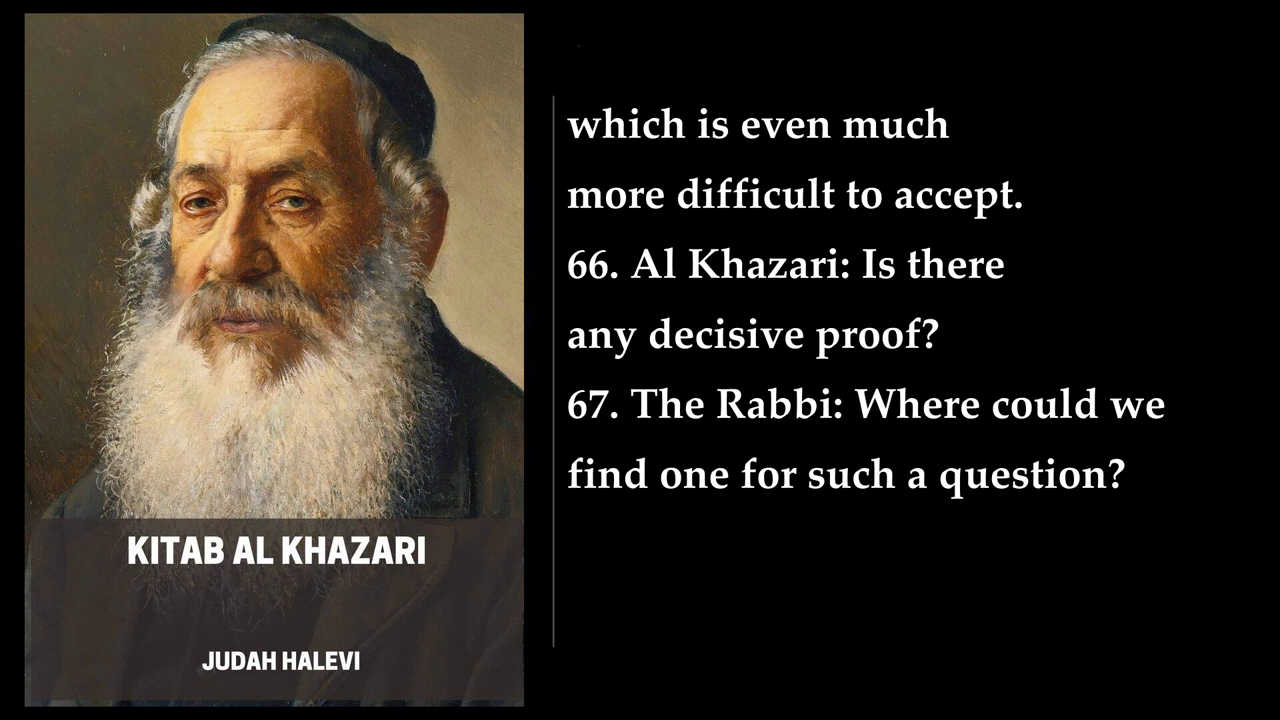 which is even much
more difficult to accept.
66. Al Khazari: Is there
any decisive proof?
67. The Rabbi: Where could we
find one for such a question?
KITAB AL KHAZARI
JUDAH HALEVI